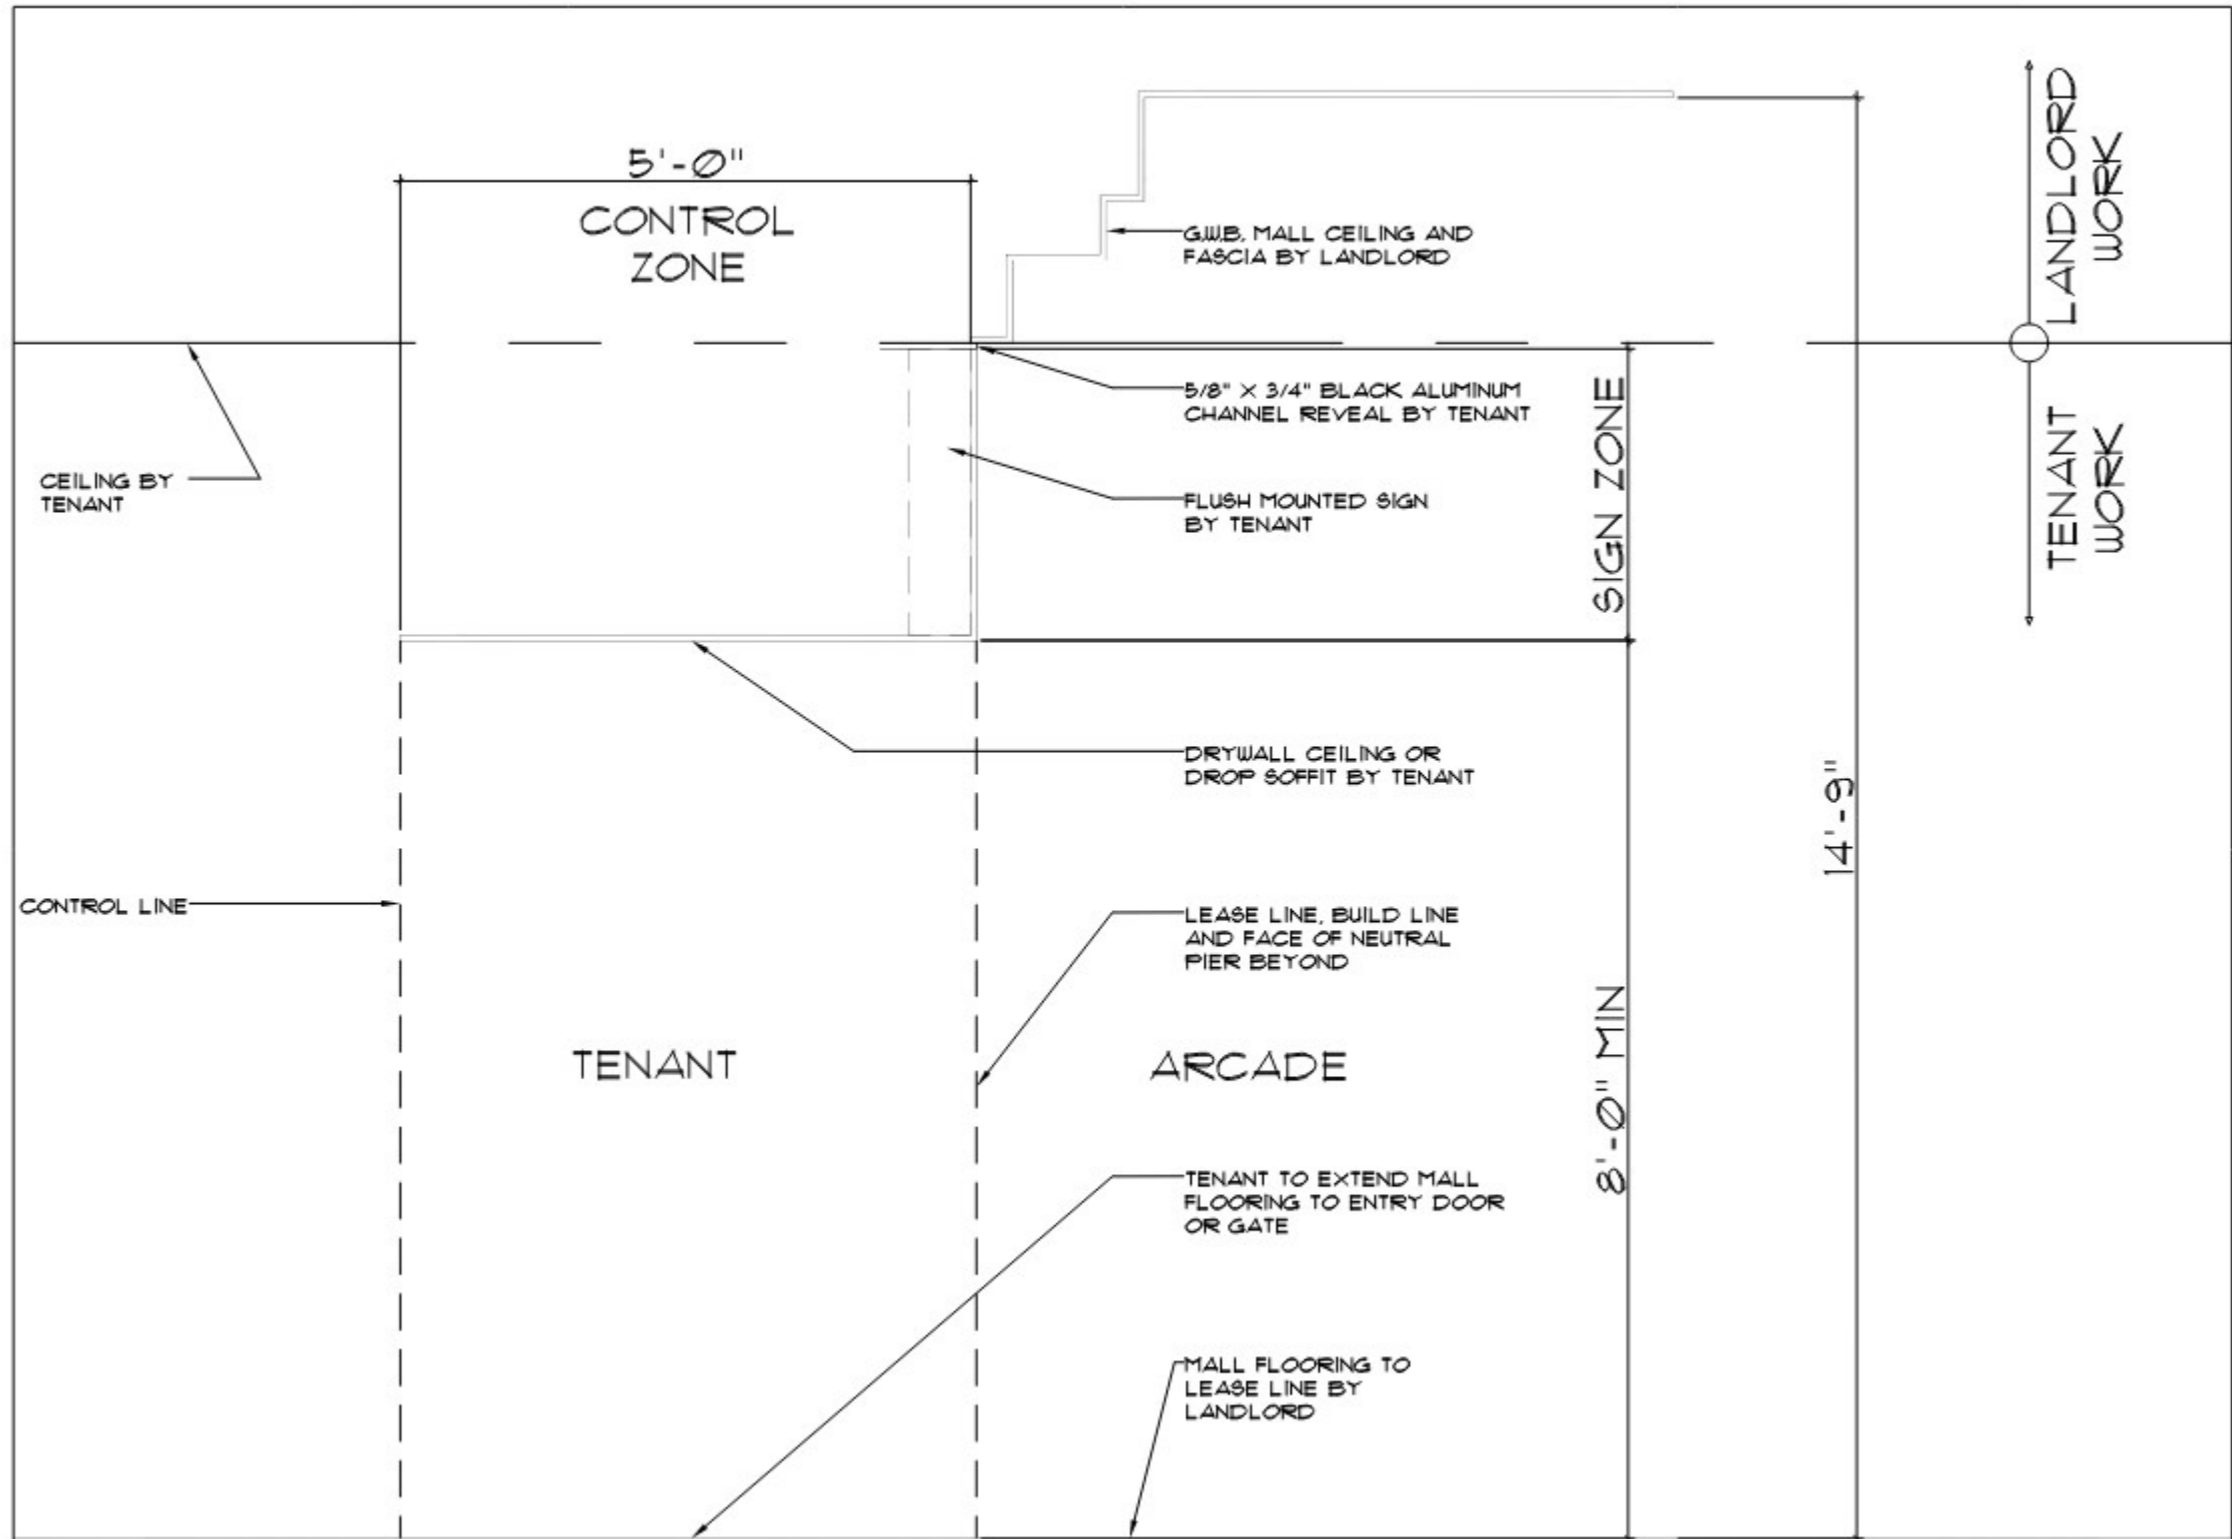 5'-0"
CONTROL
ZONE
G.W.B. MALL CEILING AND
FASCIA BY LANDLORD
LANDLORD
WORK
5/8" X 3/4" BLACK ALUMINUM
CHANNEL REVEAL BY TENANT
SIGN ZONE
TENANT
WORK
CEILING BY
TENANT
FLUSH MOUNTED SIGN
BY TENANT
DRYWALL CEILING OR
DROP SOFFIT BY TENANT
14'-9"
CONTROL LINE
LEASE LINE, BUILD LINE
AND FACE OF NEUTRAL
PIER BEYOND
8'-0" MIN
TENANT
ARCADE
TENANT TO EXTEND MALL
FLOORING TO ENTRY DOOR
OR GATE
MALL FLOORING TO
LEASE LINE BY
LANDLORD